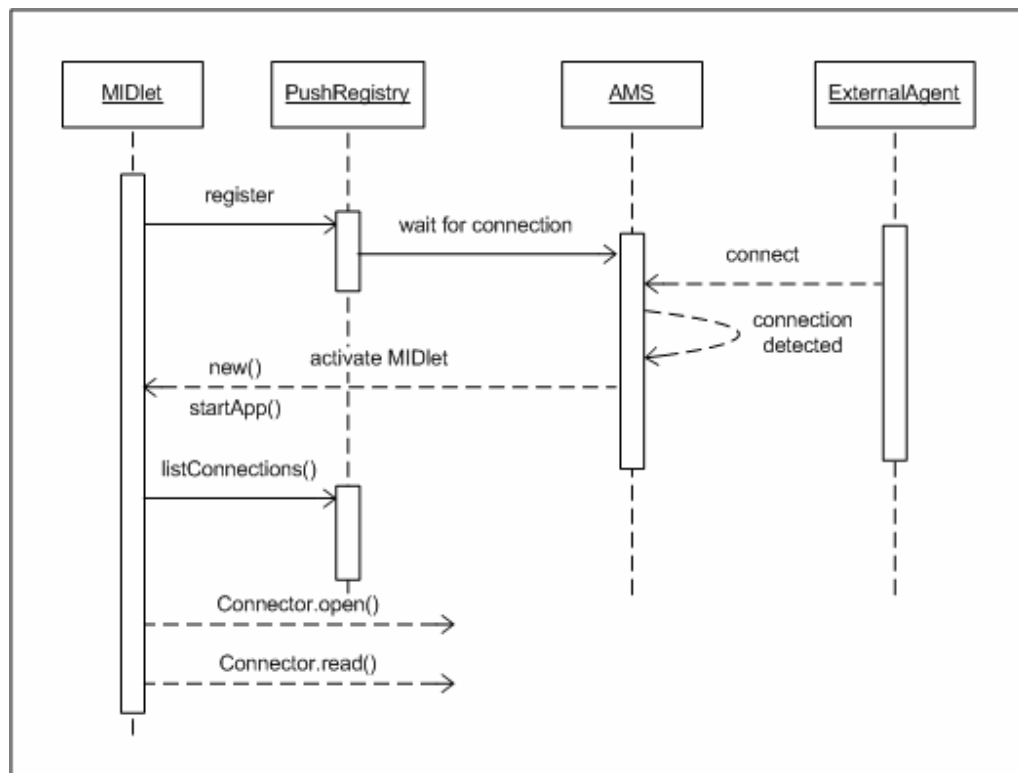 MIDlet
PushRegistry
AMS
ExternalAgent
register
wait for connection
connect
connection
detected
activate MIDlet
new()
startApp()
listConnections()
Connector.open()
Connector.read()